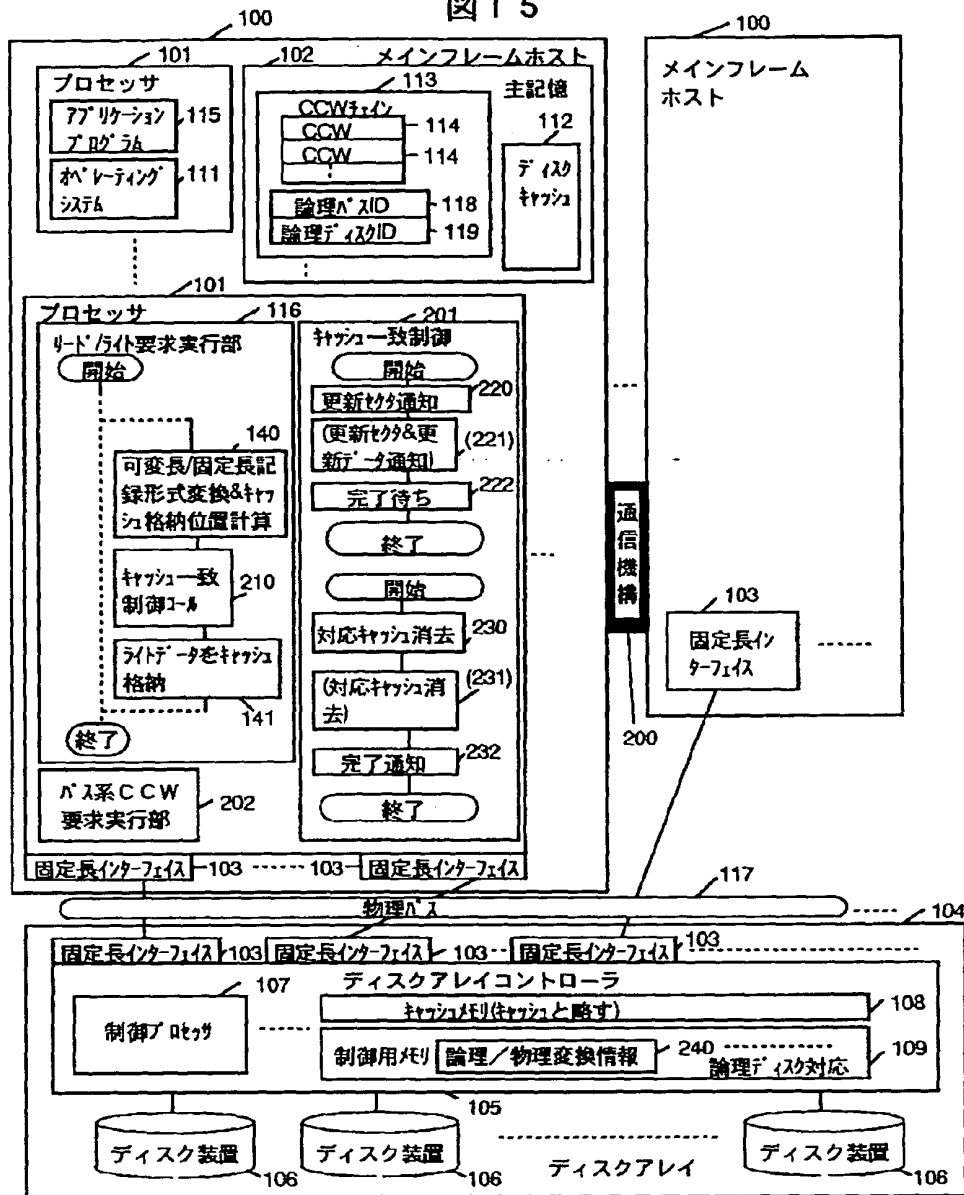 図15
100
100
101
102
メインフレームホスト
プロセッサ
アプリケーション
プログラム
115
オペレーティング
システム
111
113
主記憶
CCWチェイン
CCW
114
CCW
114
論理パスID
118
論理ディスクID
119
112
ディスク
キャッシュ
メインフレーム
ホスト
101
プロセッサ
116
リード/ライト要求実行部
開始
140
可変長/固定長記
録形式変換&キャッ
シュ格納位置計算
キャッシュ一致
制御コール
210
ライトデータをキャッシュ
格納
141
終了
パス系CCW
要求実行部
202
201
キャッシュ一致制御
開始
更新セクタ通知
220
(更新セクタ&更
新データ通知)
(221)
完了待ち
222
終了
開始
対応キャッシュ消去
230
(対応キャッシュ消
去)
(231)
完了通知
232
終了
通信機構
200
103
固定長イン
ターフェイス
固定長インターフェイス
103
103
固定長インターフェイス
117
物理パス
104
固定長インターフェイス
103
固定長インターフェイス
103
固定長インターフェイス
103
ディスクアレイコントローラ
107
制御プロセッサ
キャッシュメモリ(キャッシュと略す)
108
制御用メモリ
論理/物理変換情報
240
論理ディスク対応
109
105
ディスク装置
106
ディスク装置
106
ディスクアレイ
ディスク装置
106